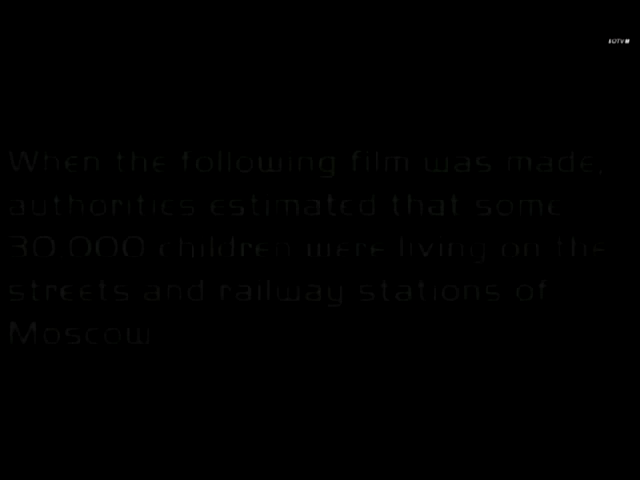 When the following film was made,
authorities estimated that some
30 000 children were living on the
streets and railway stations of
Moscow